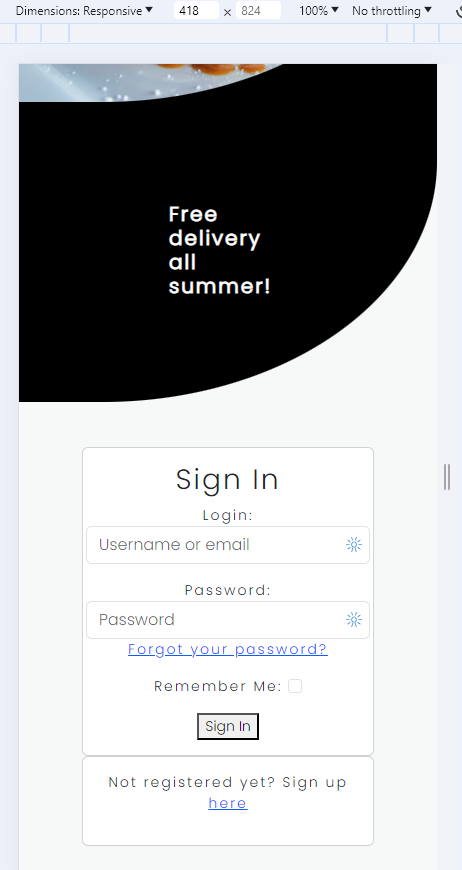 Dimensions: Responsive ▼ 418 × 824 100% ▼ No throttling ▼
Free
delivery
all
summer!
Sign In
Login:
Username or email
Password:
Password
Forgot your password?
Remember Me:
Sign In
Not registered yet? Sign up
here